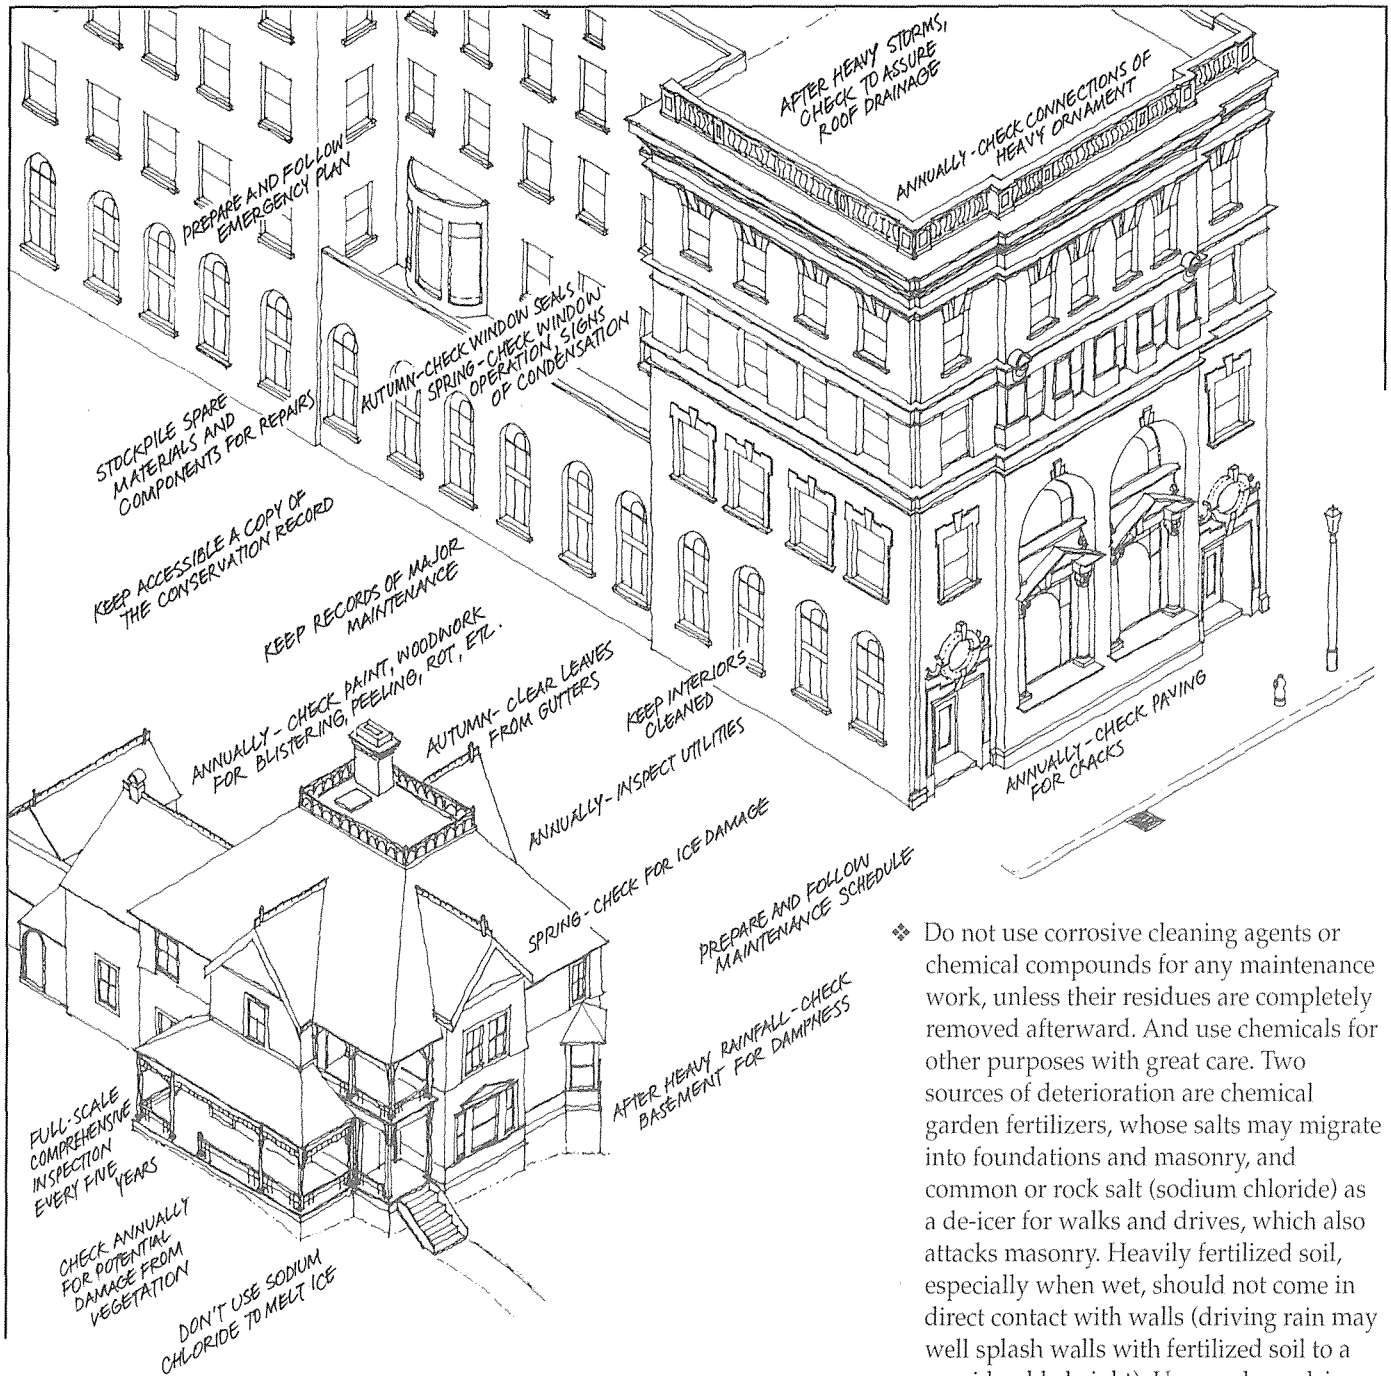 AFTER HEAVY STORMS,
CHECK TO ASSURE
ROOF DRAINAGE
ANNUALLY - CHECK CONNECTIONS OF
HEAVY ORNAMENT
PREPARE AND FOLLOW
EMERGENCY PLAN
AUTUMN - CHECK WINDOW SEALS
SPRING - CHECK WINDOW
OPERATION, SIGNS
OF CONDENSATION
STOCKPILE SPARE
MATERIALS AND
COMPONENTS FOR REPAIRS
KEEP ACCESSIBLE A COPY OF
THE CONSERVATION RECORD
KEEP RECORDS OF MAJOR
MAINTENANCE
ANNUALLY - CHECK PAINT, WOODWORK
FOR BLISTERING, PEELING, ROT, ETC.
AUTUMN - CLEAR LEAVES
FROM GUTTERS
KEEP INTERIORS
CLEANED
ANNUALLY - INSPECT UTILITIES
ANNUALLY - CHECK PAVING
FOR CRACKS
SPRING - CHECK FOR ICE DAMAGE
PREPARE AND FOLLOW
MAINTENANCE SCHEDULE
AFTER HEAVY RAINFALL - CHECK
BASEMENT FOR DAMPNESS
FULL-SCALE
COMPREHENSIVE
INSPECTION
EVERY FIVE
YEARS
CHECK ANNUALLY
FOR POTENTIAL
DAMAGE FROM
VEGETATION
DON'T USE SODIUM
CHLORIDE TO MELT ICE
❖ Do not use corrosive cleaning agents or
chemical compounds for any maintenance
work, unless their residues are completely
removed afterward. And use chemicals for
other purposes with great care. Two
sources of deterioration are chemical
garden fertilizers, whose salts may migrate
into foundations and masonry, and
common or rock salt (sodium chloride) as
a de-icer for walks and drives, which also
attacks masonry. Heavily fertilized soil,
especially when wet, should not come in
direct contact with walls (driving rain may
well splash walls with fertilized soil to a